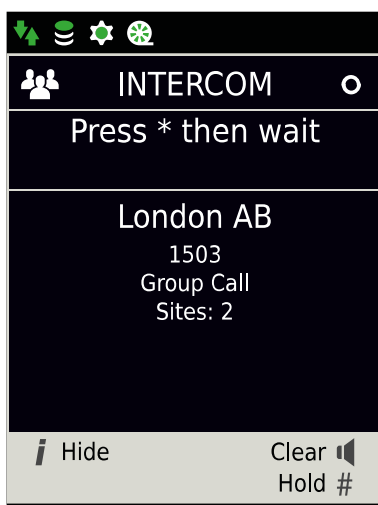 INTERCOM
Press * then wait
London AB
1503
Group Call
Sites: 2
i Hide
Clear
Hold #